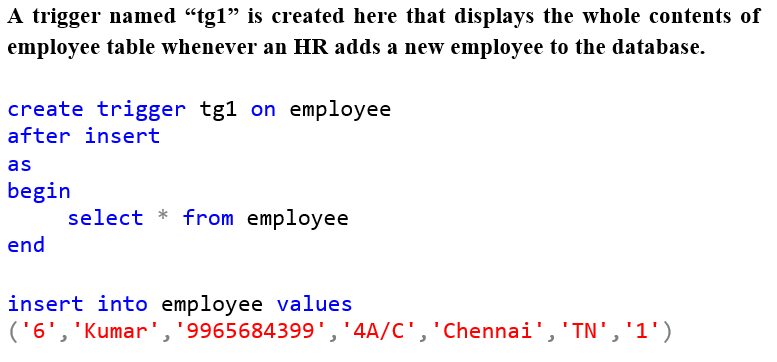 A trigger named “tg1” is created here that displays the whole contents of
employee table whenever an HR adds a new employee to the database.
create trigger tg1 on employee
after insert
as
begin
select * from employee
end
insert into employee values
('6','Kumar','9965684399','4A/C','Chennai','TN','1')